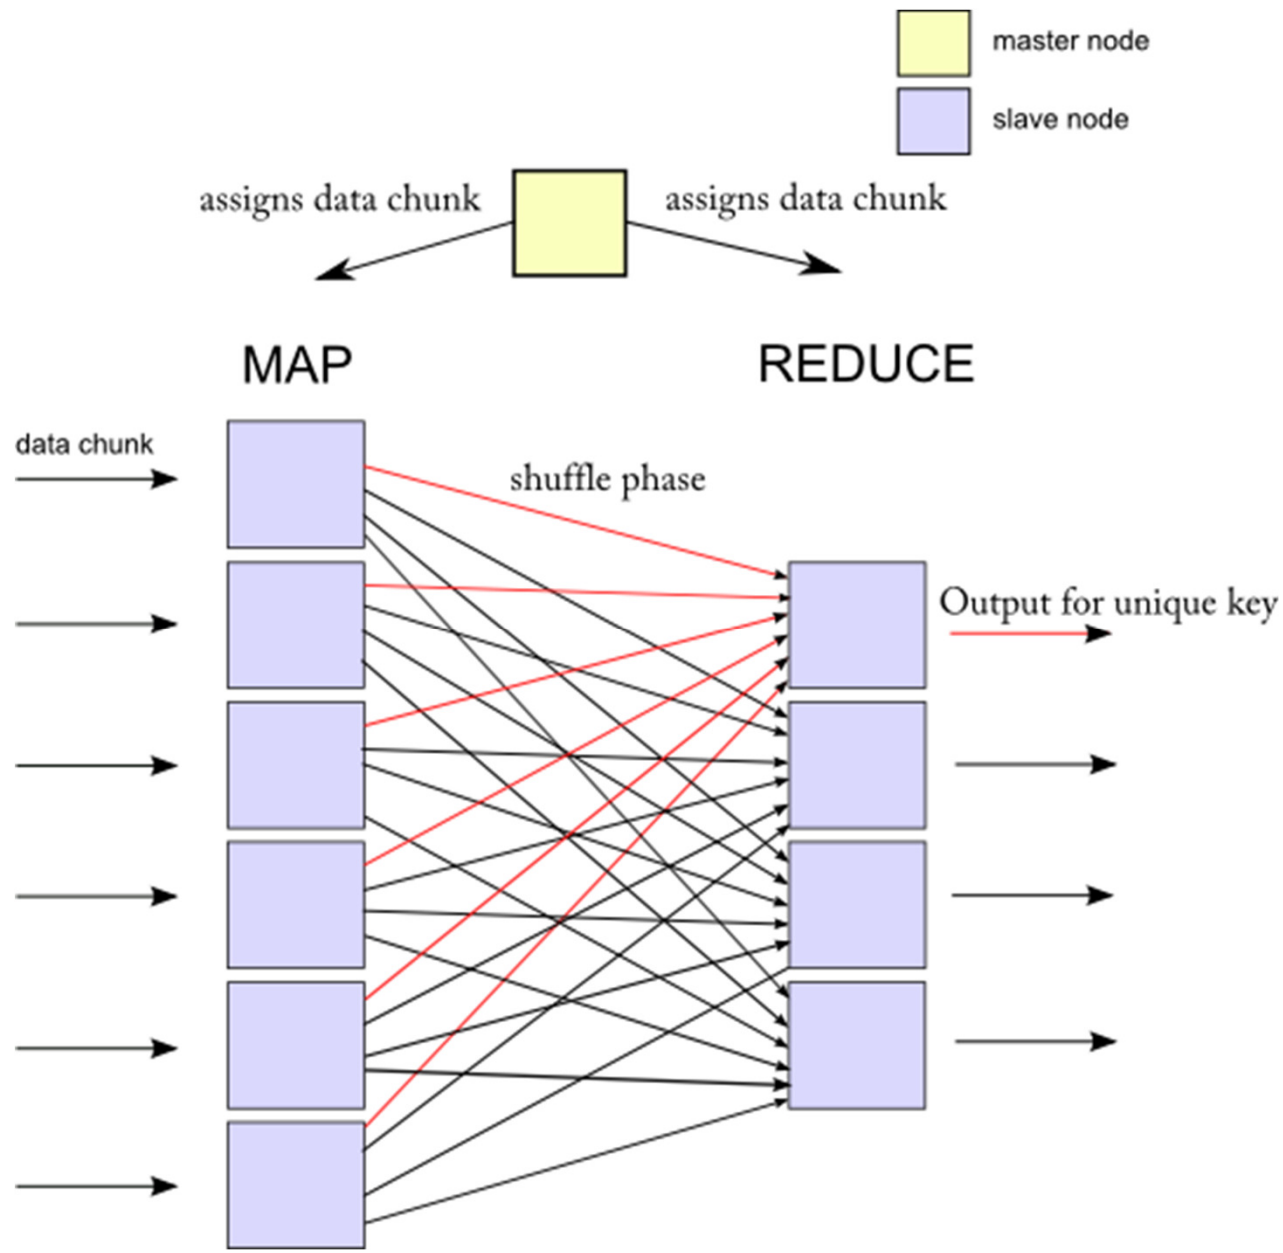 master node
slave node
assigns data chunk
assigns data chunk
MAP
REDUCE
data chunk
shuffle phase
Output for unique key